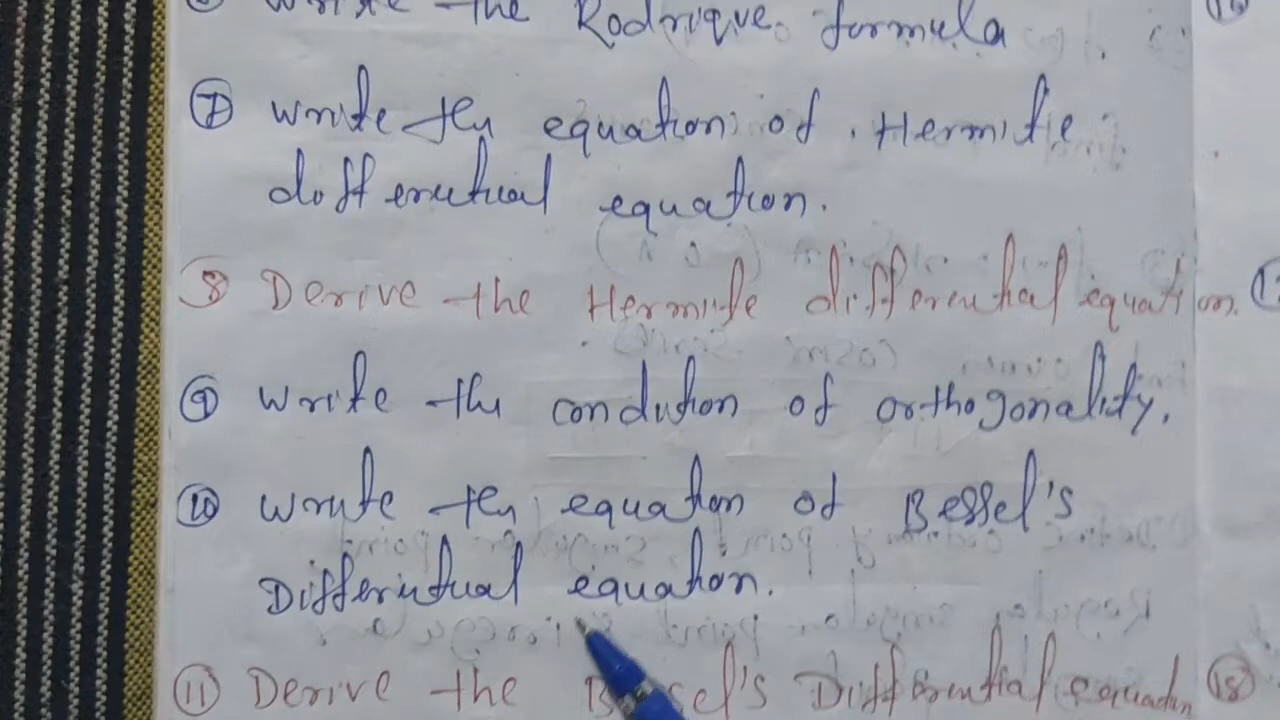 the Rodrique formula
⑦ write the equation of Hermite
differential equation.
⑧ Derive the Hermite differential equation.
⑨ write the condition of orthogonality.
⑩ write the equation of Bessel's
Differential equation.
⑪ Derive the Bessel's Differential equation
⑱